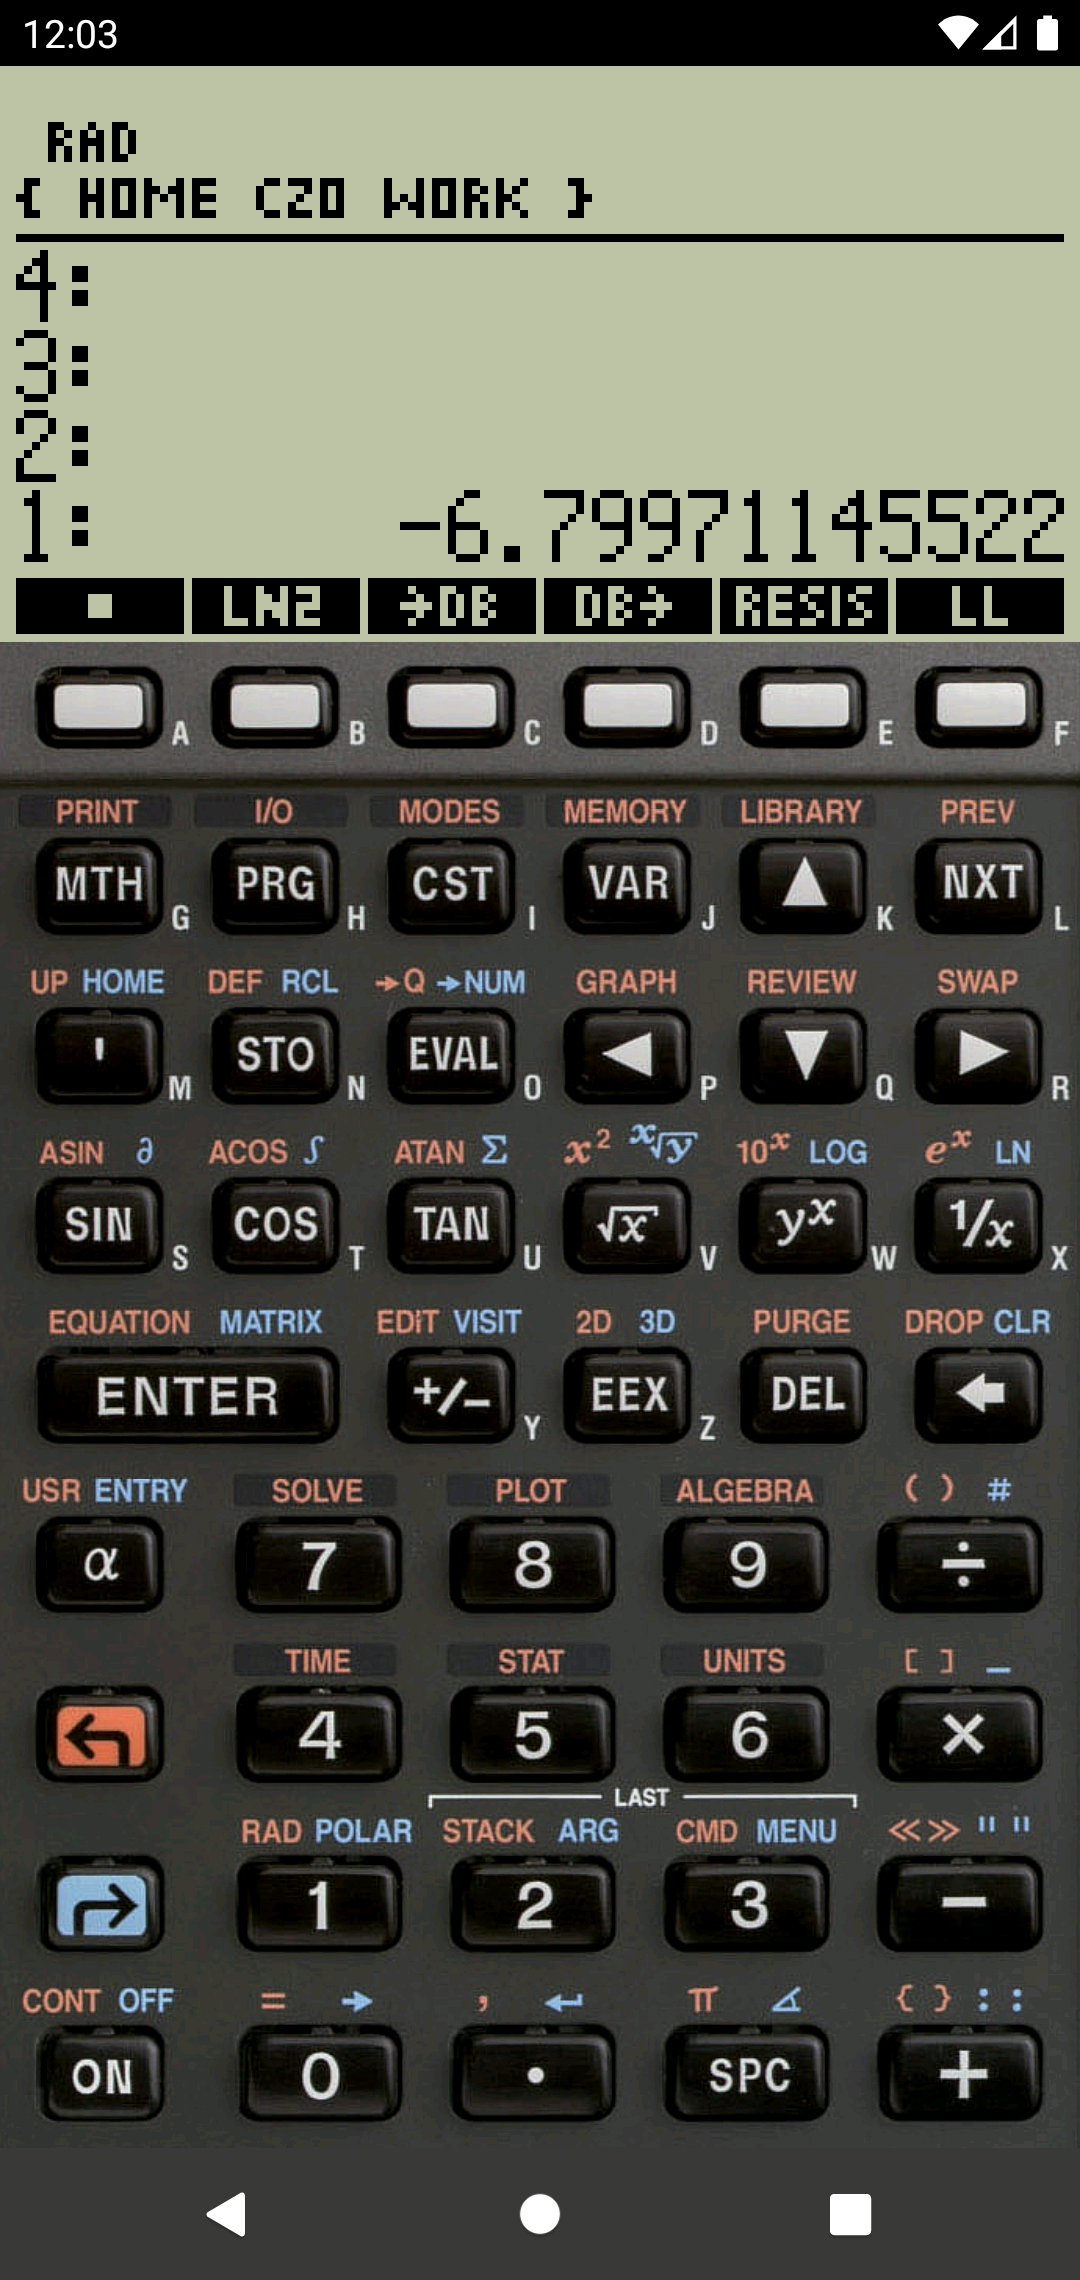 12:03
RAD
{ HOME CZO WORK }
4:
3:
2:
1: -6.79971145522
■ LN2 →DB DB→ RESIS LL
A B C D E F
PRINT I/O MODES MEMORY LIBRARY PREV
MTH G PRG H CST I VAR J ▲ K NXT L
UP HOME DEF RCL →Q →NUM GRAPH REVIEW SWAP
' M STO N EVAL O ◀ P ▼ Q ▶ R
ASIN ∂ ACOS ∫ ATAN Σ x² ˣ√y 10ˣ LOG eˣ LN
SIN S COS T TAN U √x V yˣ W 1/x X
EQUATION MATRIX EDIT VISIT 2D 3D PURGE DROP CLR
ENTER +/− Y EEX Z DEL ←
USR ENTRY SOLVE PLOT ALGEBRA ( ) #
α 7 8 9 ÷
TIME STAT UNITS [ ] _
4 5 6 ×
LAST
RAD POLAR STACK ARG CMD MENU «» " "
1 2 3 −
CONT OFF = → , ↵ π ∠ { } : :
ON 0 . SPC +